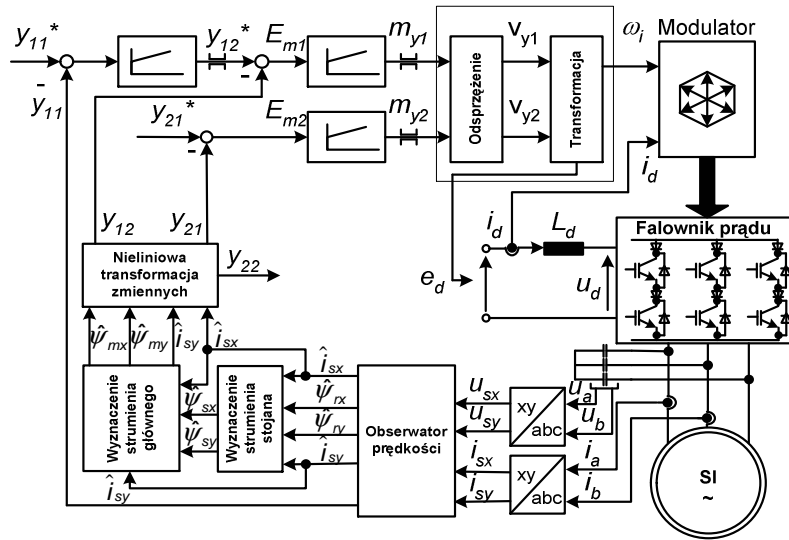 y11*
y12*
Em1
my1
vy1
ωi
Modulator
-
y11
-
y21*
Em2
my2
vy2
Odsprzężenie
Transformacja
-
id
y12
y21
id
Ld
Falownik prądu
Nieliniowa
transformacja
zmiennych
y22
ed
ud
ψ̂mx
ψ̂my
îsy
îsx
îsx
usx
ua
xy
abc
ψ̂sx
ψ̂rx
usy
ub
Wyznaczenie
strumienia
głównego
Wyznaczenie
strumienia
stojana
ψ̂ry
Obserwator
prędkości
ψ̂sy
îsy
isx
ia
xy
abc
îsy
isy
ib
SI
~